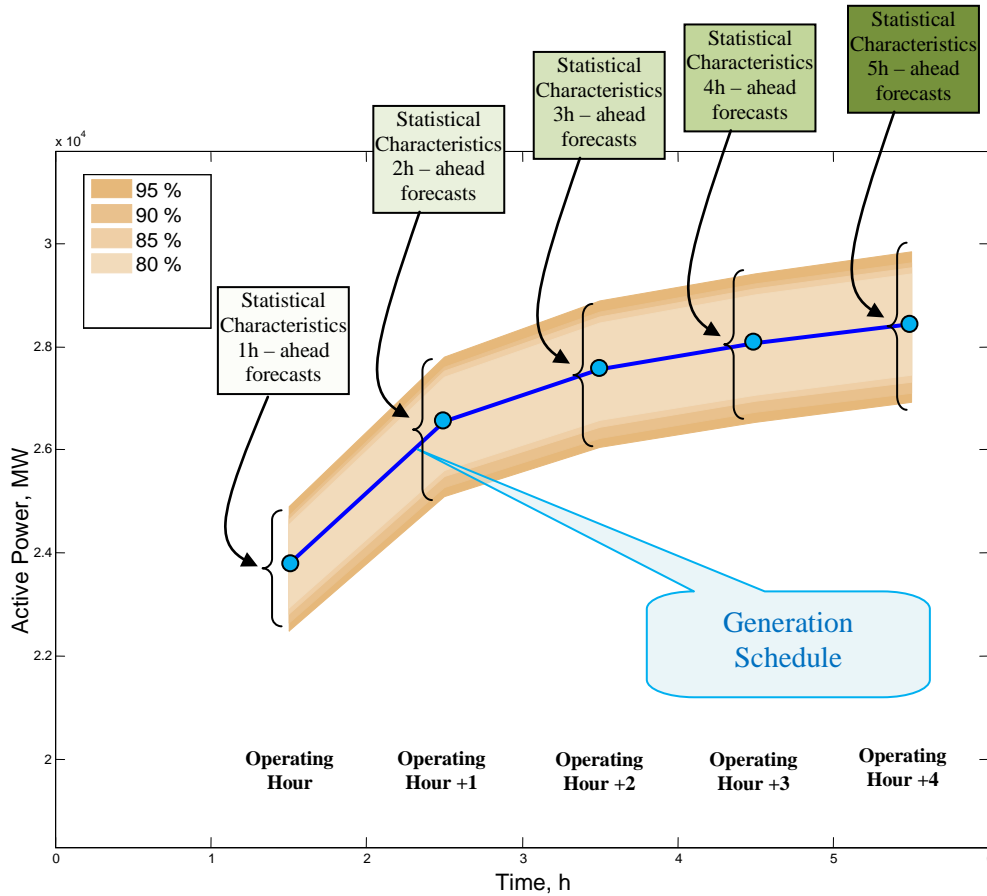 Statistical
Characteristics
5h – ahead
forecasts
Statistical
Characteristics
4h – ahead
forecasts
Statistical
Characteristics
3h – ahead
forecasts
Statistical
Characteristics
2h – ahead
forecasts
x 10⁴
95 %
90 %
85 %
80 %
Statistical
Characteristics
1h – ahead
forecasts
3
2.8
2.6
2.4
2.2
2
Active Power, MW
Generation
Schedule
Operating
Hour
Operating
Hour +1
Operating
Hour +2
Operating
Hour +3
Operating
Hour +4
0
1
2
3
4
5
Time, h